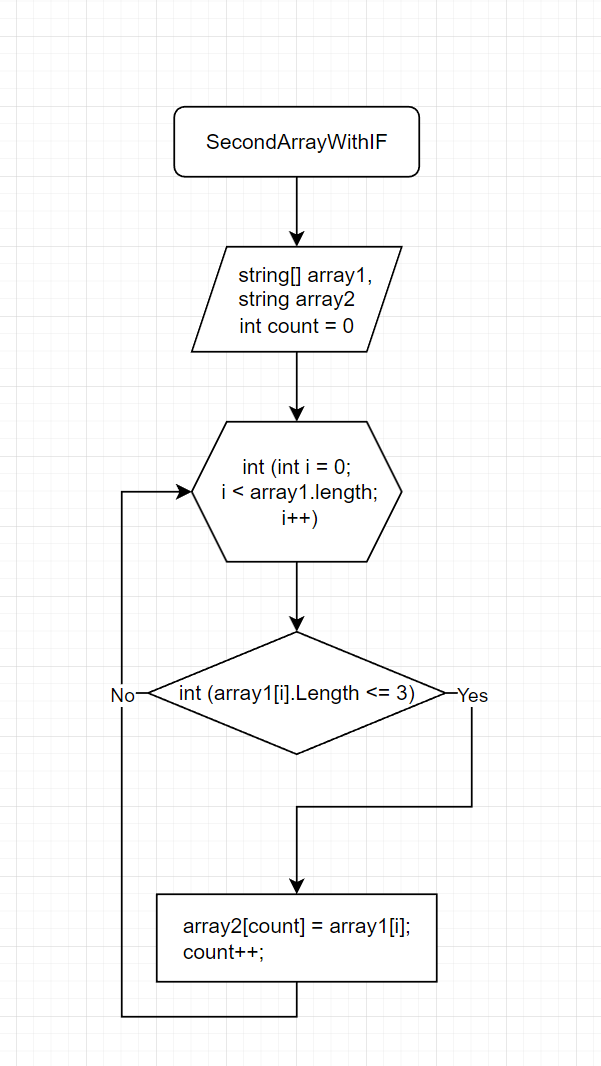 SecondArrayWithIF
string[] array1,
string array2
int count = 0
int (int i = 0;
i < array1.length;
i++)
int (array1[i].Length <= 3)
No
Yes
array2[count] = array1[i];
count++;